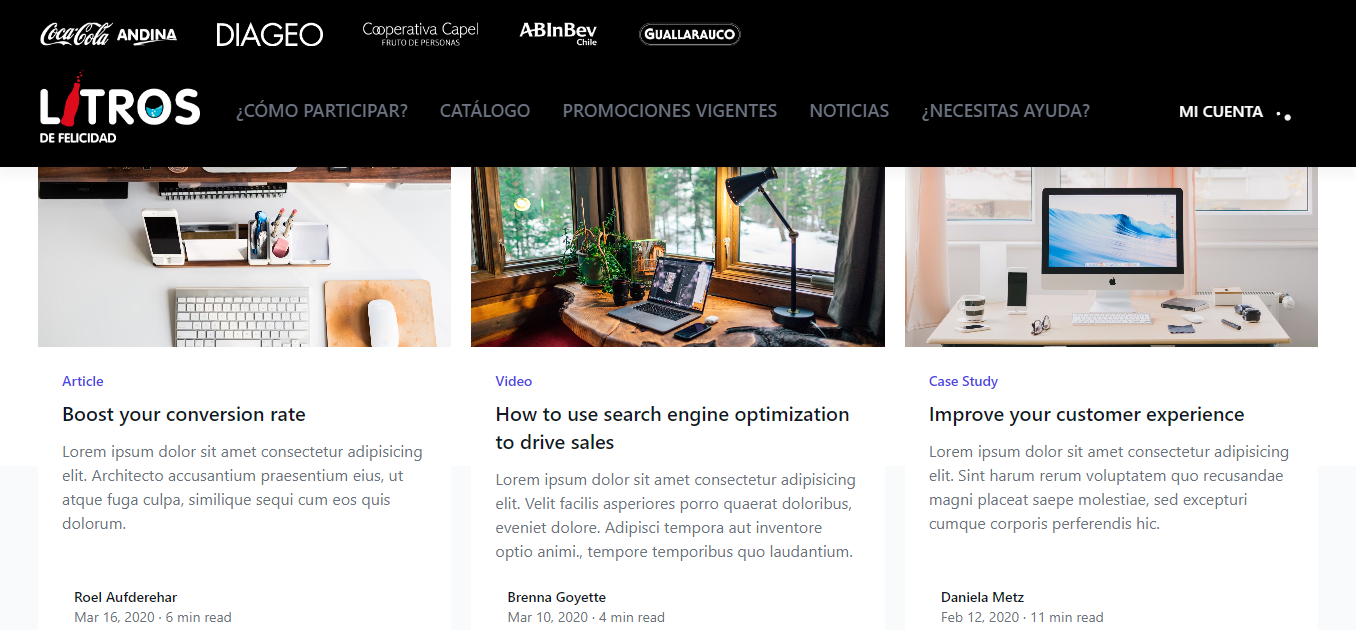 Coca-Cola ANDINA
DIAGEO
Cooperativa Capel
FRUTO DE PERSONAS
ABInBev
Chile
GUALLARAUCO
LITROS
DE FELICIDAD
¿CÓMO PARTICIPAR?
CATÁLOGO
PROMOCIONES VIGENTES
NOTICIAS
¿NECESITAS AYUDA?
MI CUENTA
Article
Boost your conversion rate
Lorem ipsum dolor sit amet consectetur adipisicing
elit. Architecto accusantium praesentium eius, ut
atque fuga culpa, similique sequi cum eos quis
dolorum.
Roel Aufderehar
Mar 16, 2020 · 6 min read
Video
How to use search engine optimization
to drive sales
Lorem ipsum dolor sit amet consectetur adipisicing
elit. Velit facilis asperiores porro quaerat doloribus,
eveniet dolore. Adipisci tempora aut inventore
optio animi., tempore temporibus quo laudantium.
Brenna Goyette
Mar 10, 2020 · 4 min read
Case Study
Improve your customer experience
Lorem ipsum dolor sit amet consectetur adipisicing
elit. Sint harum rerum voluptatem quo recusandae
magni placeat saepe molestiae, sed excepturi
cumque corporis perferendis hic.
Daniela Metz
Feb 12, 2020 · 11 min read